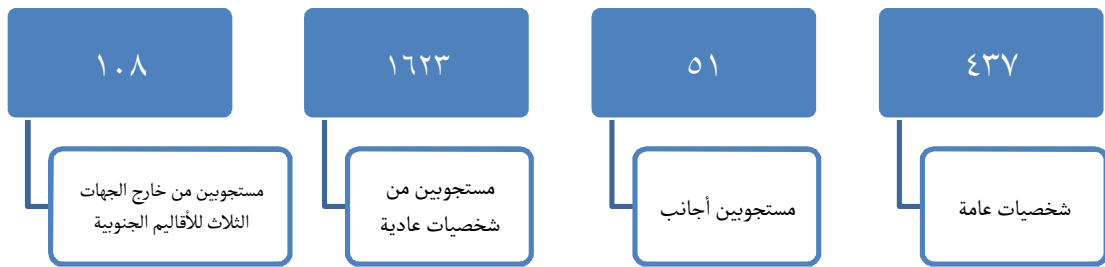 ٤٣٧
شخصيات عامة
٥١
مستجوبين أجانب
١٦٢٣
مستجوبين من
شخصيات عادية
١٠٨
مستجوبين من خارج الجهات
الثلاث للأقاليم الجنوبية